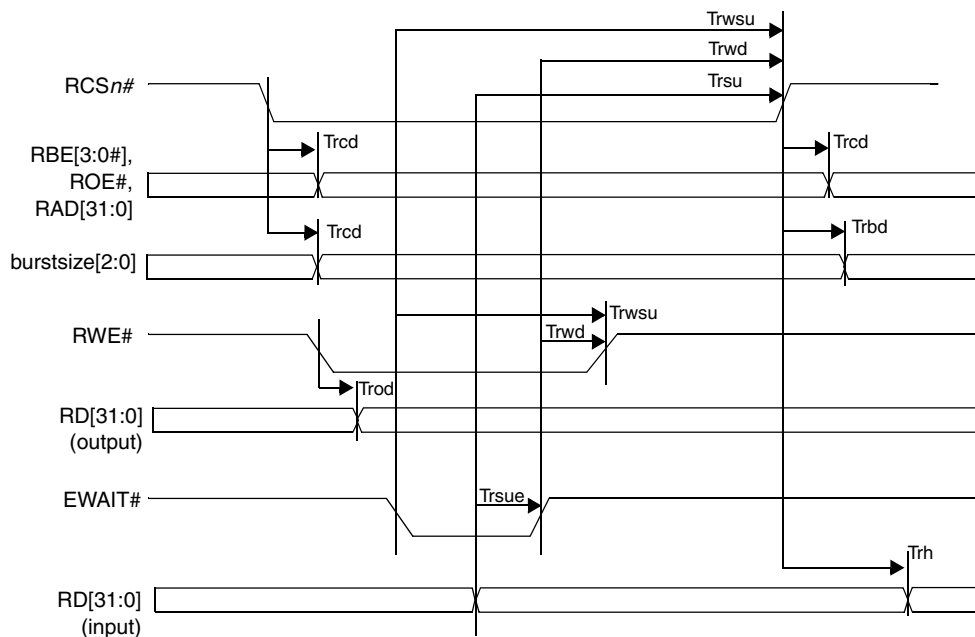 Trwsu
Trwd
RCSn#
Trsu
Trcd
Trcd
RBE[3:0#],
ROE#,
RAD[31:0]
Trcd
Trbd
burstsize[2:0]
Trwsu
RWE#
Trwd
Trod
RD[31:0]
(output)
EWAIT#
Trsue
Trh
RD[31:0]
(input)